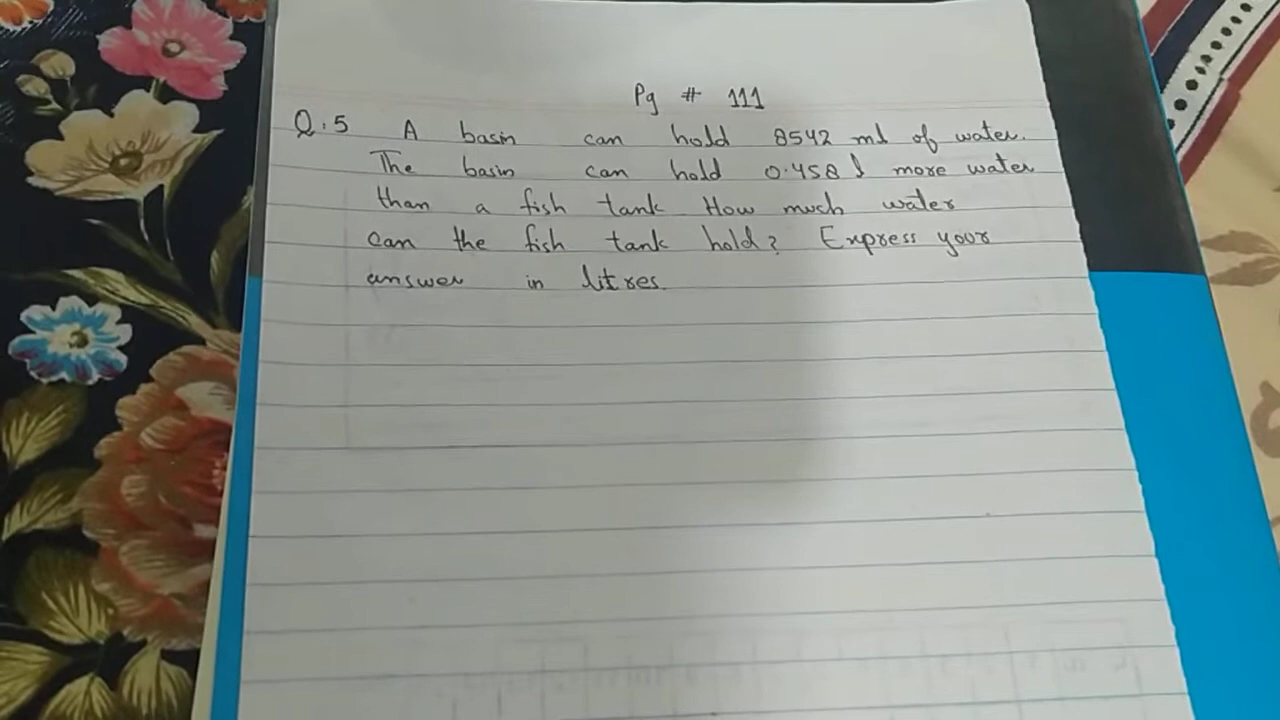 Pg # 111
Q.5 A basin can hold 8542 ml of water.
The basin can hold 0.458 l more water
than a fish tank How much water
can the fish tank hold? Express your
answer in litres.